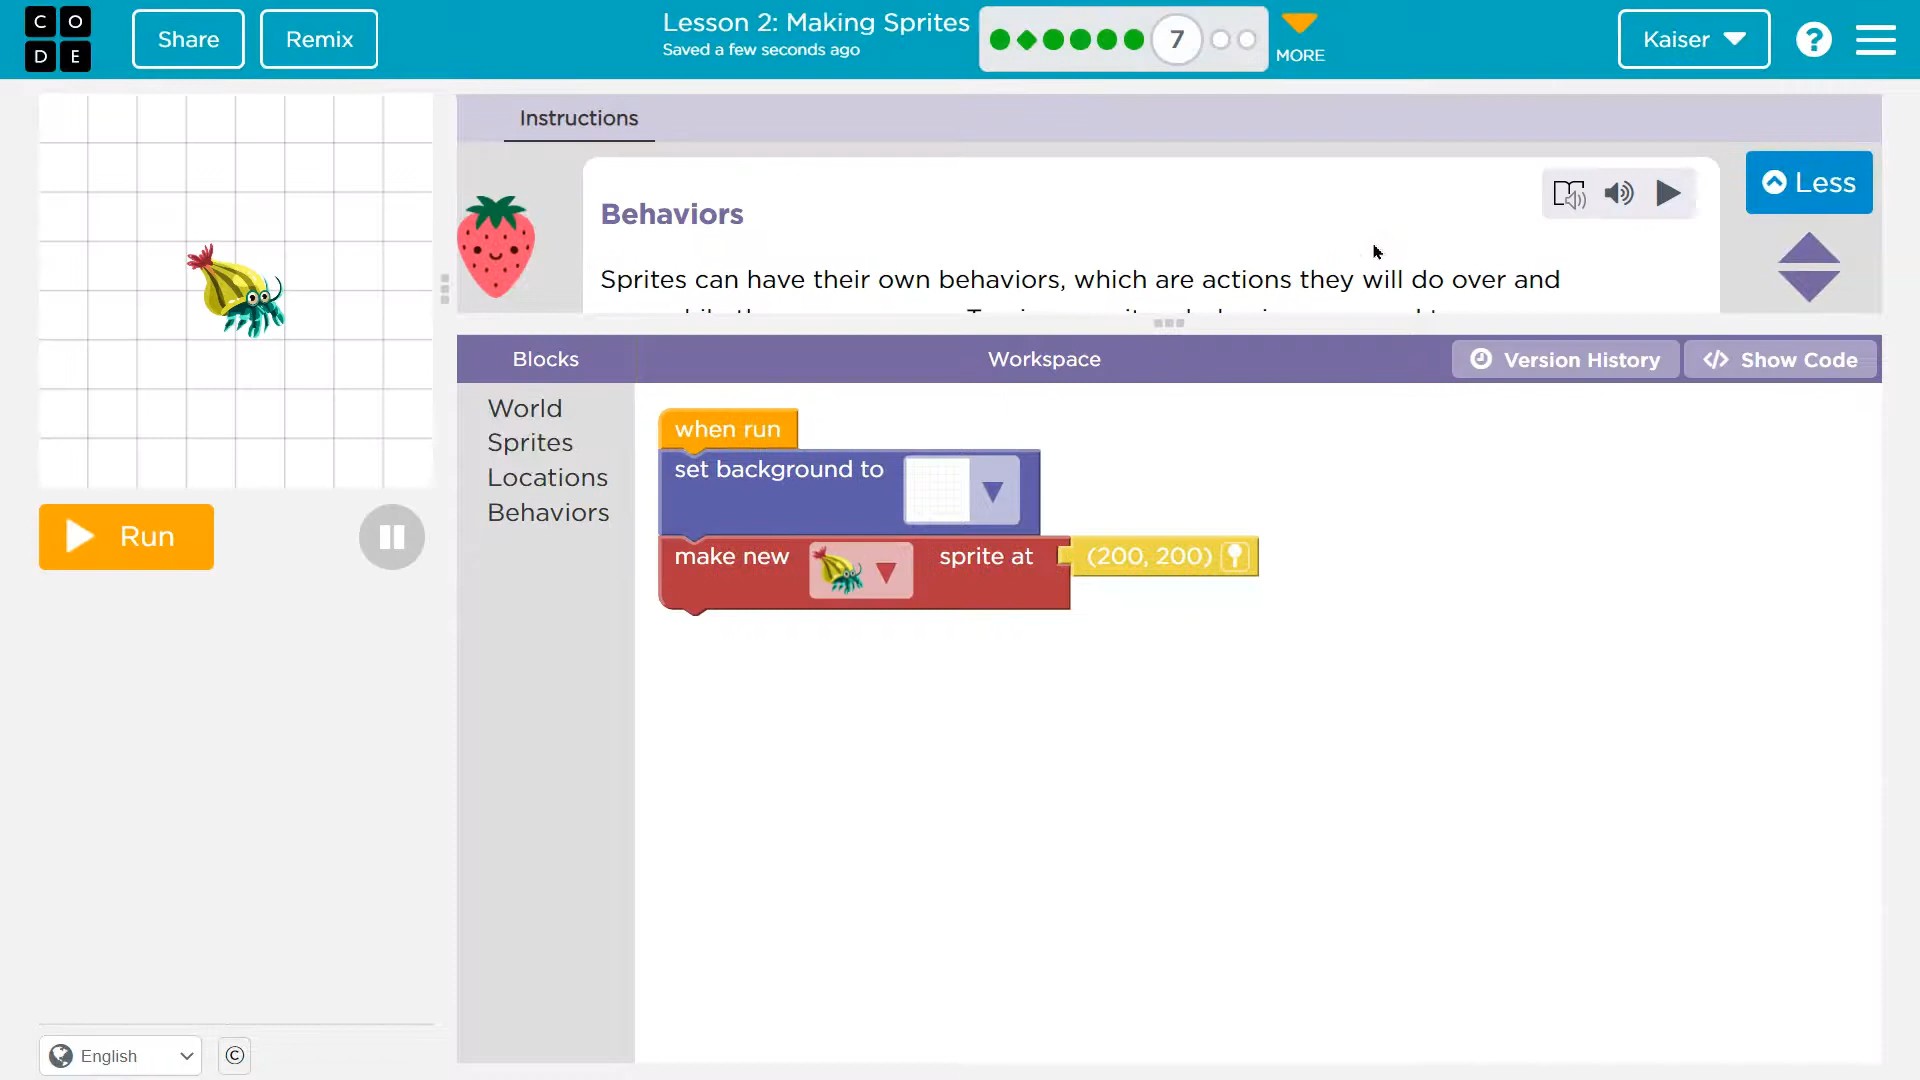 C O
D E
Share
Remix
Lesson 2: Making Sprites
Saved a few seconds ago
7
MORE
Kaiser
?
Instructions
Behaviors
Less
Sprites can have their own behaviors, which are actions they will do over and
Blocks
Workspace
Version History
Show Code
World
Sprites
Locations
Behaviors
when run
set background to
make new
sprite at
(200, 200)
Run
English
©